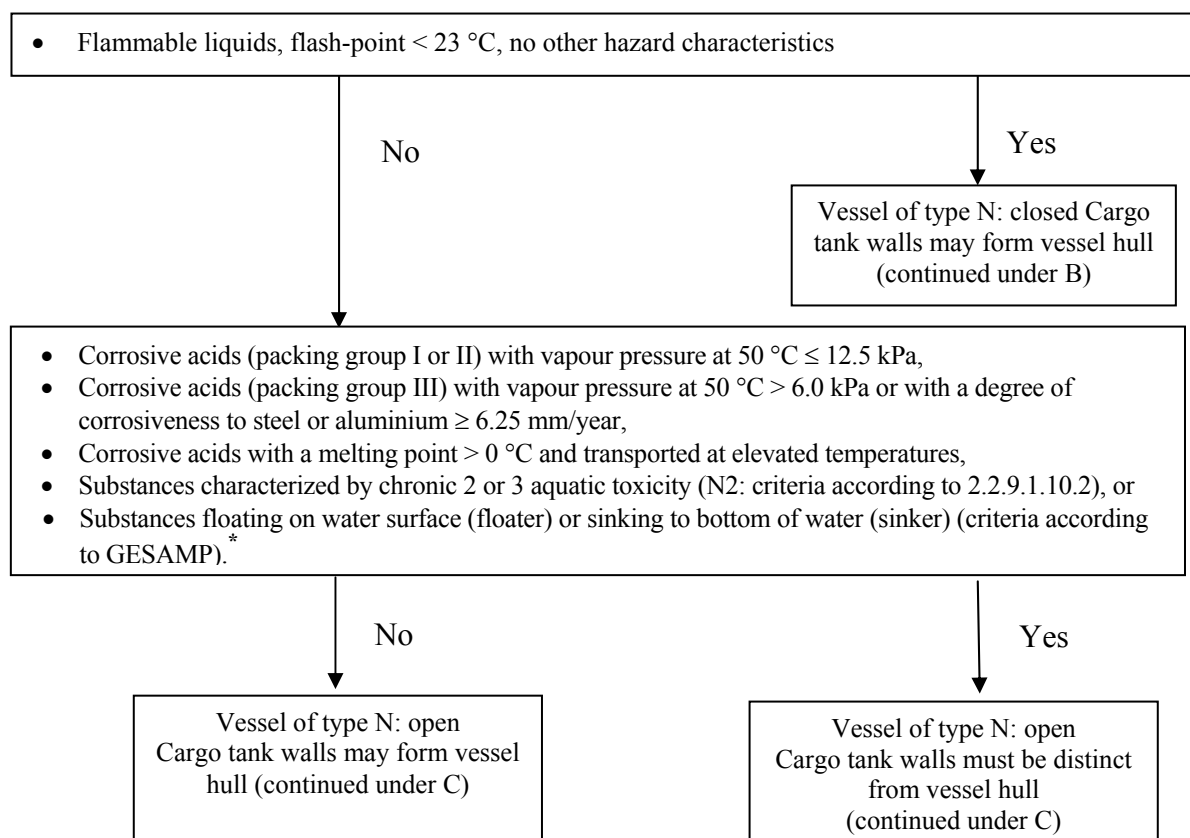 • Flammable liquids, flash-point < 23 °C, no other hazard characteristics
No
Yes
Vessel of type N: closed Cargo
tank walls may form vessel hull
(continued under B)
• Corrosive acids (packing group I or II) with vapour pressure at 50 °C ≤ 12.5 kPa,
• Corrosive acids (packing group III) with vapour pressure at 50 °C > 6.0 kPa or with a degree of
corrosiveness to steel or aluminium ≥ 6.25 mm/year,
• Corrosive acids with a melting point > 0 °C and transported at elevated temperatures,
• Substances characterized by chronic 2 or 3 aquatic toxicity (N2: criteria according to 2.2.9.1.10.2), or
• Substances floating on water surface (floater) or sinking to bottom of water (sinker) (criteria according
to GESAMP).*
No
Yes
Vessel of type N: open
Cargo tank walls may form vessel
hull (continued under C)
Vessel of type N: open
Cargo tank walls must be distinct
from vessel hull
(continued under C)